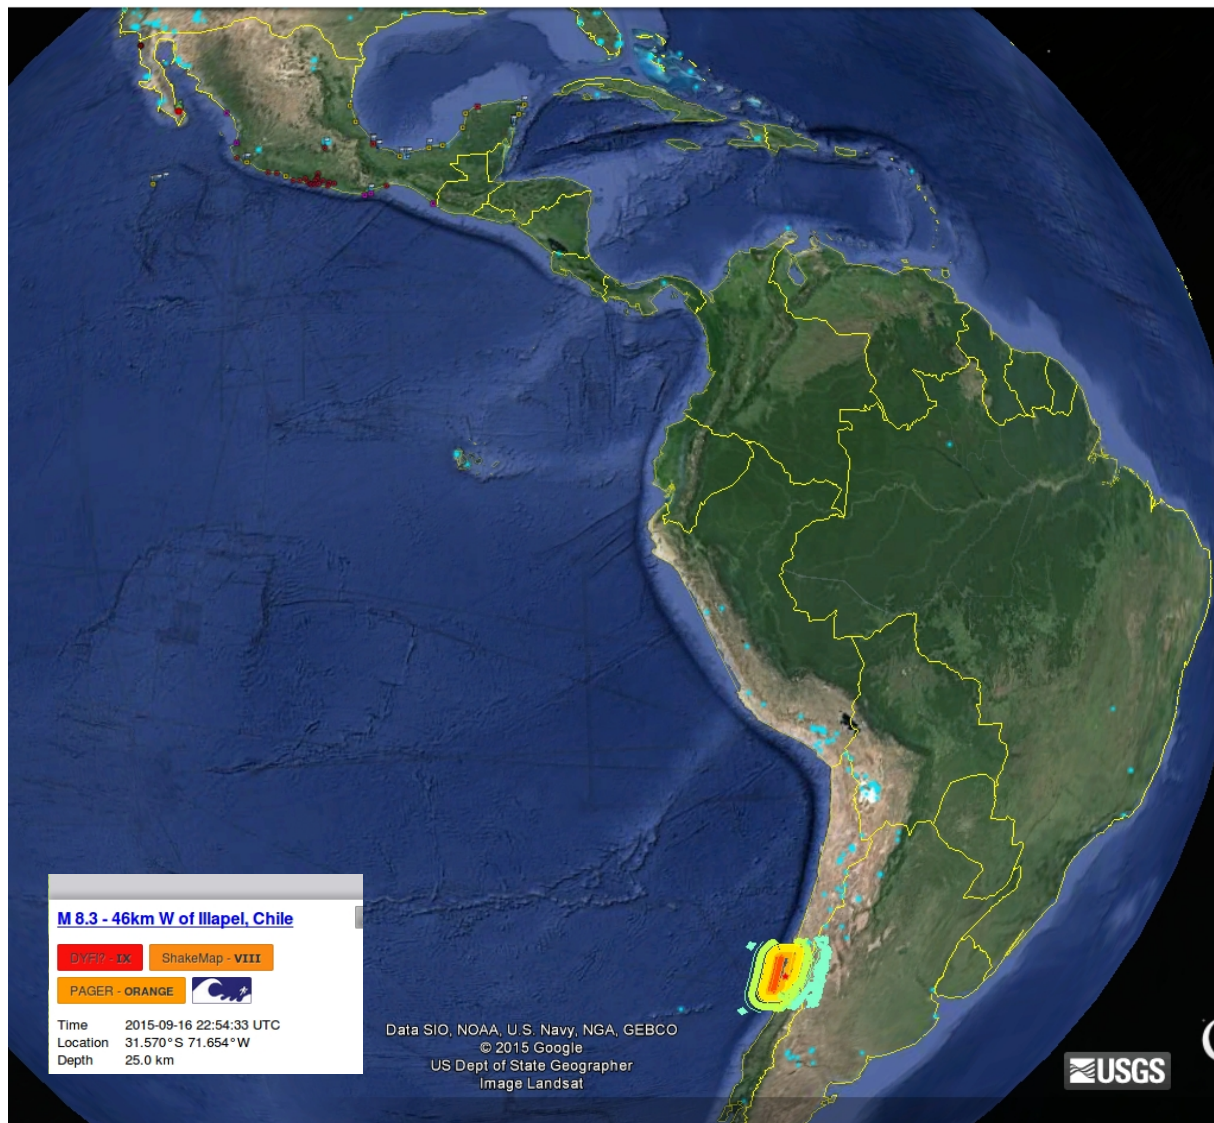 M 8.3 - 46km W of Illapel, Chile
DYFI? - IX
ShakeMap - VIII
PAGER - ORANGE
Time 2015-09-16 22:54:33 UTC
Location 31.570°S 71.654°W
Depth 25.0 km
Data SIO, NOAA, U.S. Navy, NGA, GEBCO
© 2015 Google
US Dept of State Geographer
Image Landsat
USGS